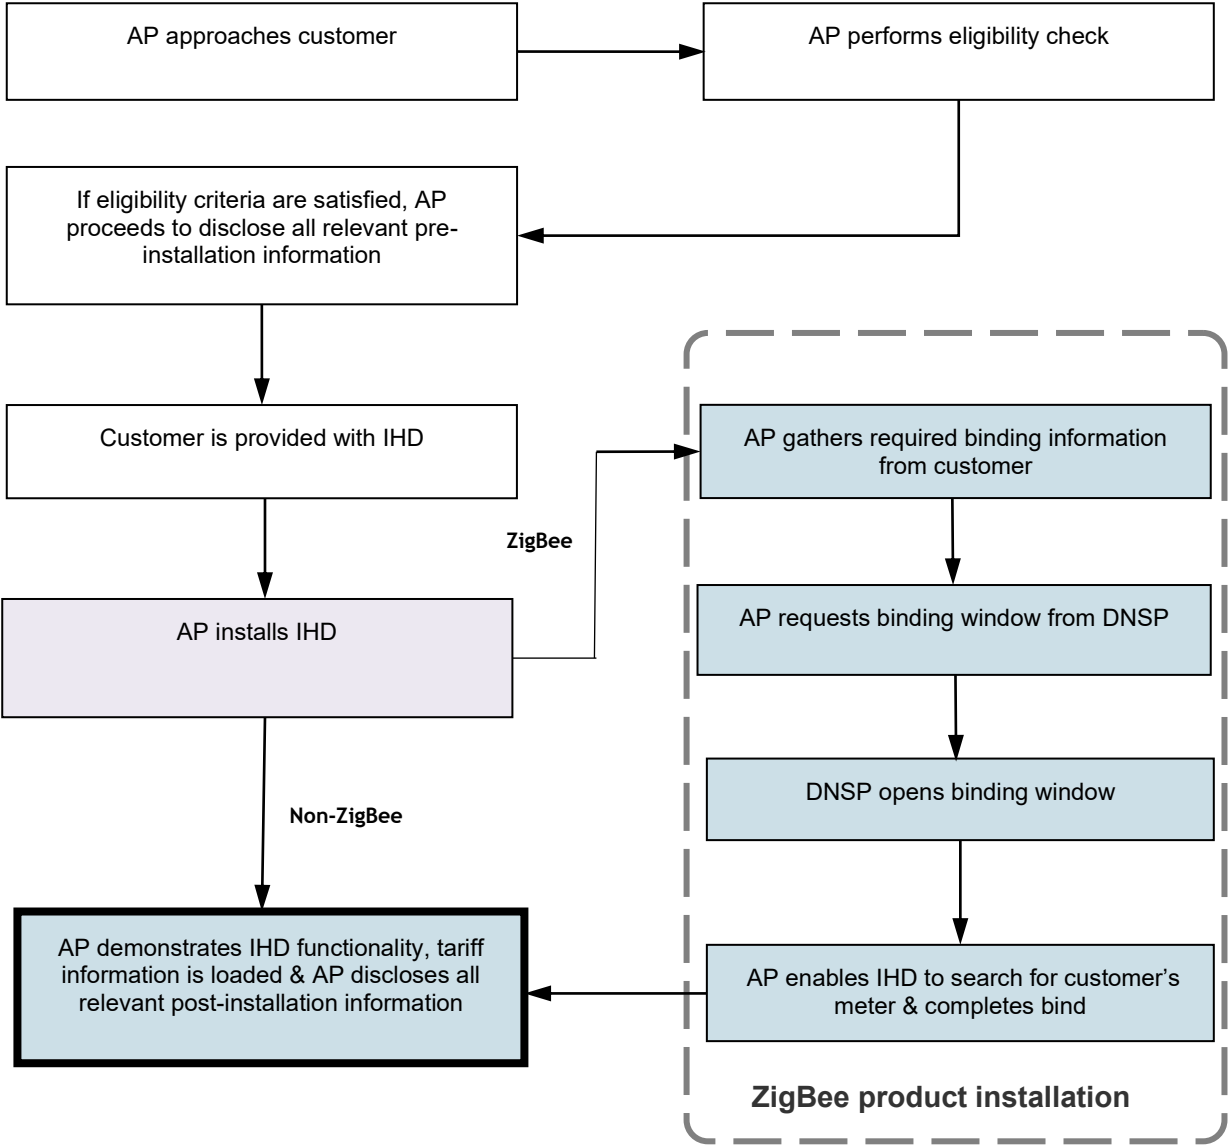 AP approaches customer
AP performs eligibility check
If eligibility criteria are satisfied, AP
proceeds to disclose all relevant pre-
installation information
Customer is provided with IHD
AP gathers required binding information
from customer
ZigBee
AP installs IHD
AP requests binding window from DNSP
DNSP opens binding window
Non-ZigBee
AP demonstrates IHD functionality, tariff
information is loaded & AP discloses all
relevant post-installation information
AP enables IHD to search for customer’s
meter & completes bind
ZigBee product installation